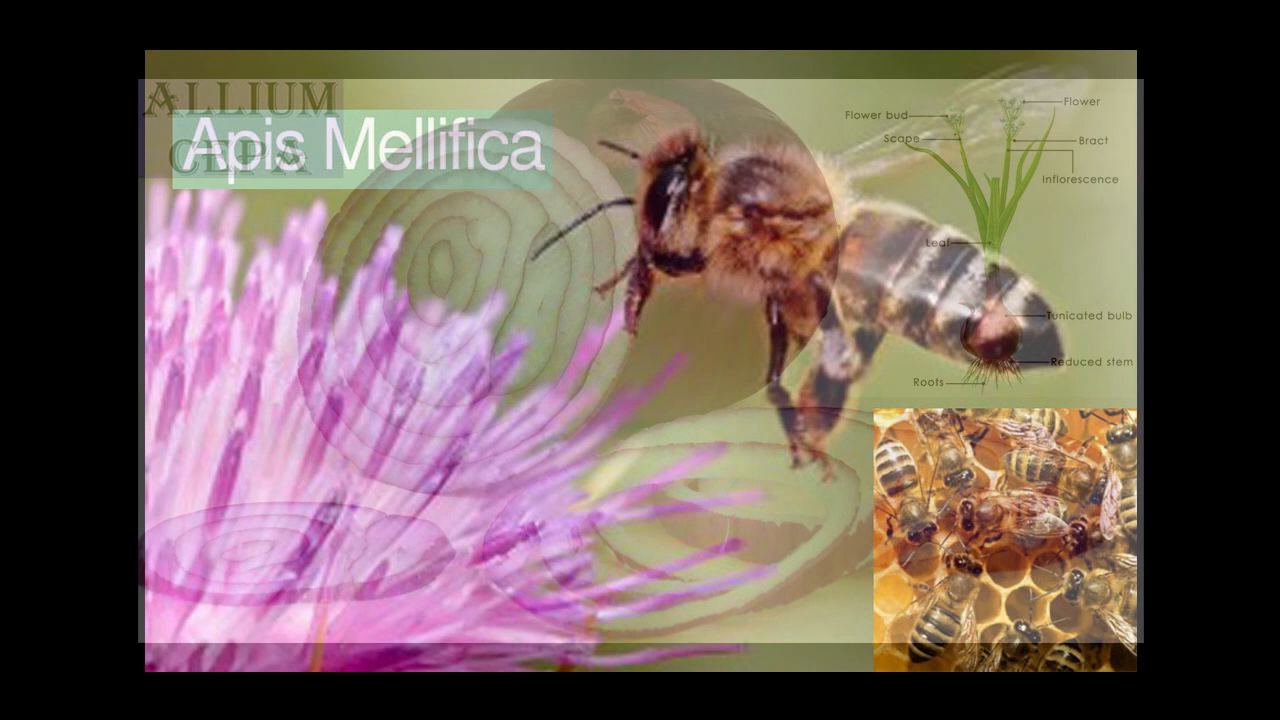 ALLIUM
CEPA
Apis Mellifica
Flower
Flower bud
Scape
Bract
Inflorescence
Leaf
Tunicated bulb
Reduced stem
Roots